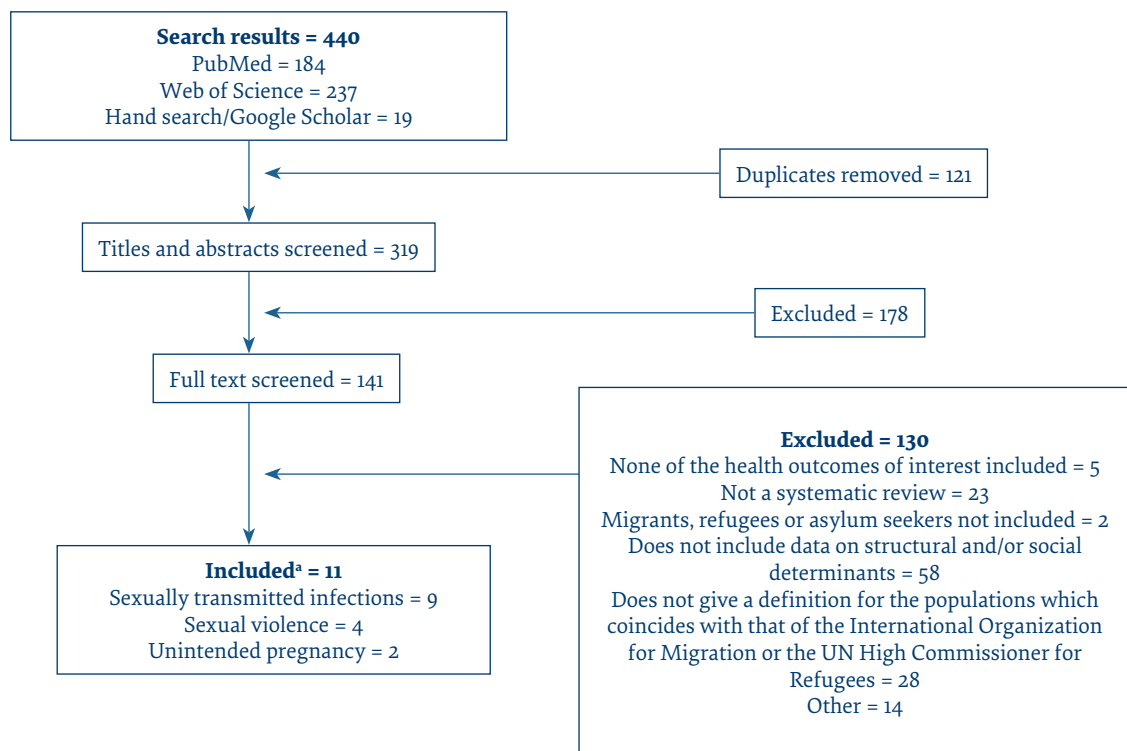 Search results = 440
PubMed = 184
Web of Science = 237
Hand search/Google Scholar = 19
Duplicates removed = 121
Titles and abstracts screened = 319
Excluded = 178
Full text screened = 141
Excluded = 130
None of the health outcomes of interest included = 5
Not a systematic review = 23
Migrants, refugees or asylum seekers not included = 2
Does not include data on structural and/or social
determinants = 58
Does not give a definition for the populations which
coincides with that of the International Organization
for Migration or the UN High Commissioner for
Refugees = 28
Other = 14
Includedᵃ = 11
Sexually transmitted infections = 9
Sexual violence = 4
Unintended pregnancy = 2